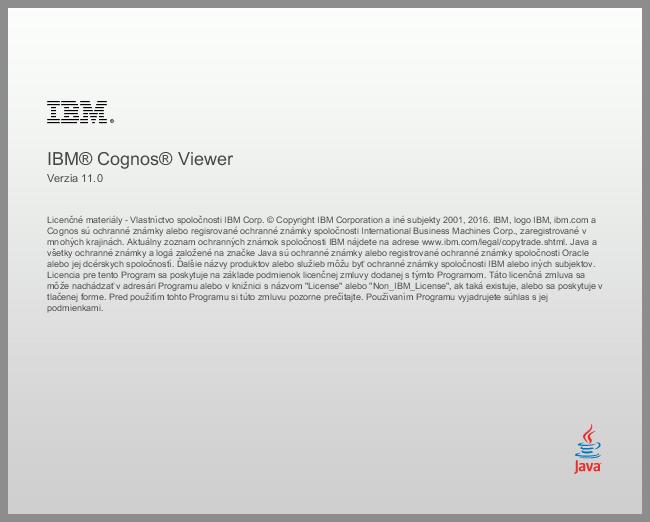 IBM®
IBM® Cognos® Viewer
Verzia 11.0
Licenčné materiály - Vlastníctvo spoločnosti IBM Corp. © Copyright IBM Corporation a iné subjekty 2001, 2016. IBM, logo IBM, ibm.com a
Cognos sú ochranné známky alebo regisrované ochranné známky spoločnosti International Business Machines Corp., zaregistrované v
mnohých krajinách. Aktuálny zoznam ochranných známok spoločnosti IBM nájdete na adrese www.ibm.com/legal/copytrade.shtml. Java a
všetky ochranné známky a logá založené na značke Java sú ochranné známky alebo registrované ochranné známky spoločnosti Oracle
alebo jej dcérskych spoločností. Ďalšie názvy produktov alebo služieb môžu byť ochranné známky spoločnosti IBM alebo iných subjektov.
Licencia pre tento Program sa poskytuje na základe podmienok licenčnej zmluvy dodanej s týmto Programom. Táto licenčná zmluva sa
môže nachádzať v adresári Programu alebo v knižnici s názvom "License" alebo "Non_IBM_License", ak taká existuje, alebo sa poskytuje v
tlačenej forme. Pred použitím tohto Programu si túto zmluvu pozorne prečítajte. Používaním Programu vyjadrujete súhlas s jej
podmienkami.
Java